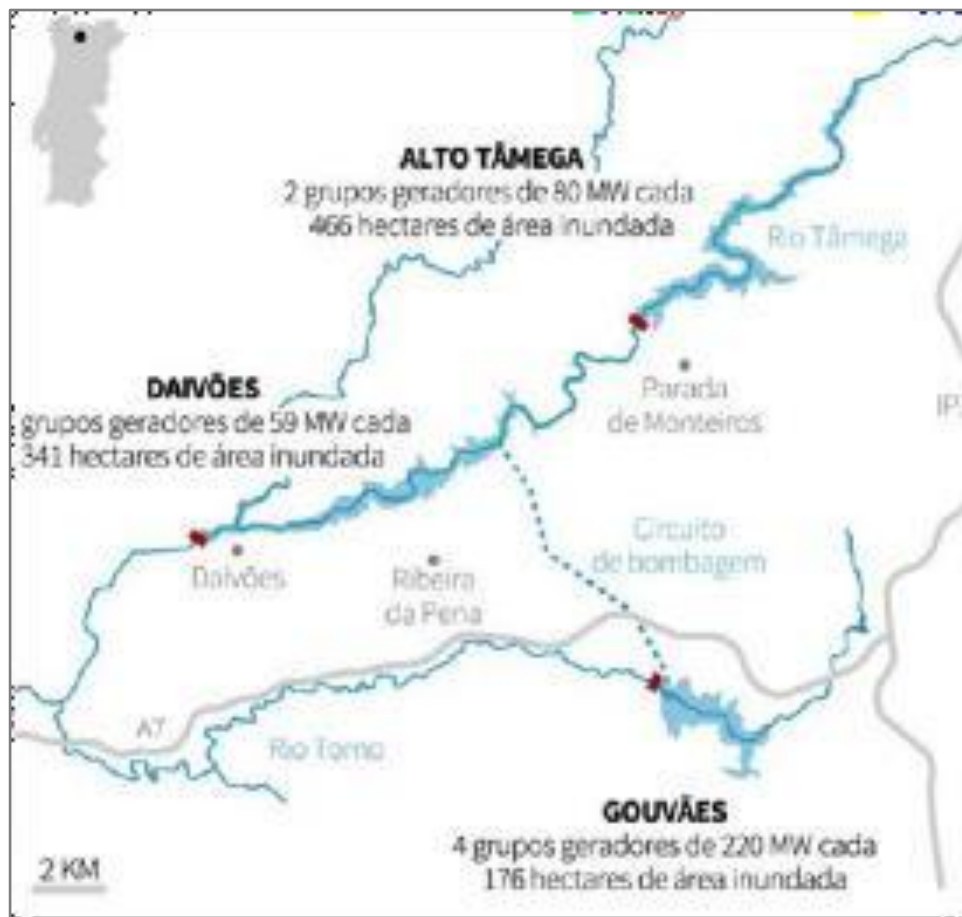 ALTO TÂMEGA
2 grupos geradores de 80 MW cada
466 hectares de área inundada
Rio Tâmega
DAIVÕES
grupos geradores de 59 MW cada
341 hectares de área inundada
Parada
de Monteiros
Circuito
de bombagem
Daivões
Ribeira
da Pena
A7
Rio Torno
GOUVÃES
4 grupos geradores de 220 MW cada
176 hectares de área inundada
2 KM